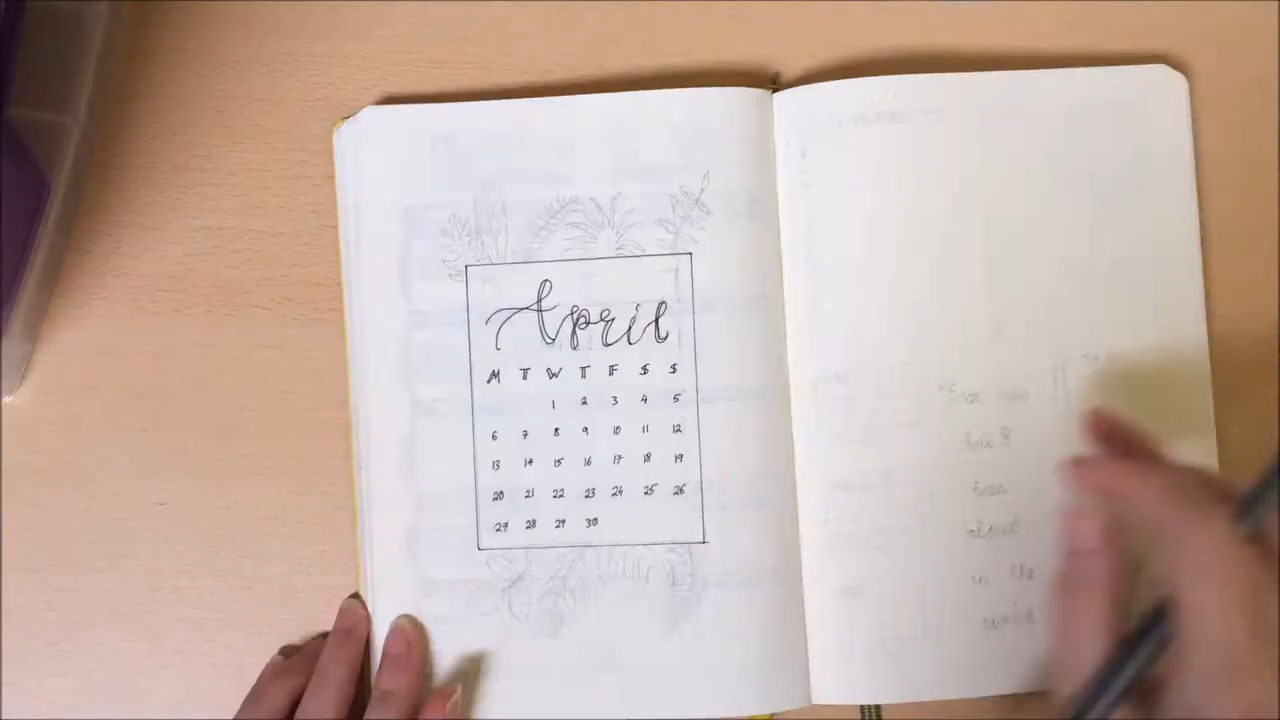 April
M T W T F S S
1 2 3 4 5
6 7 8 9 10 11 12
13 14 15 16 17 18 19
20 21 22 23 24 25 26
27 28 29 30
about